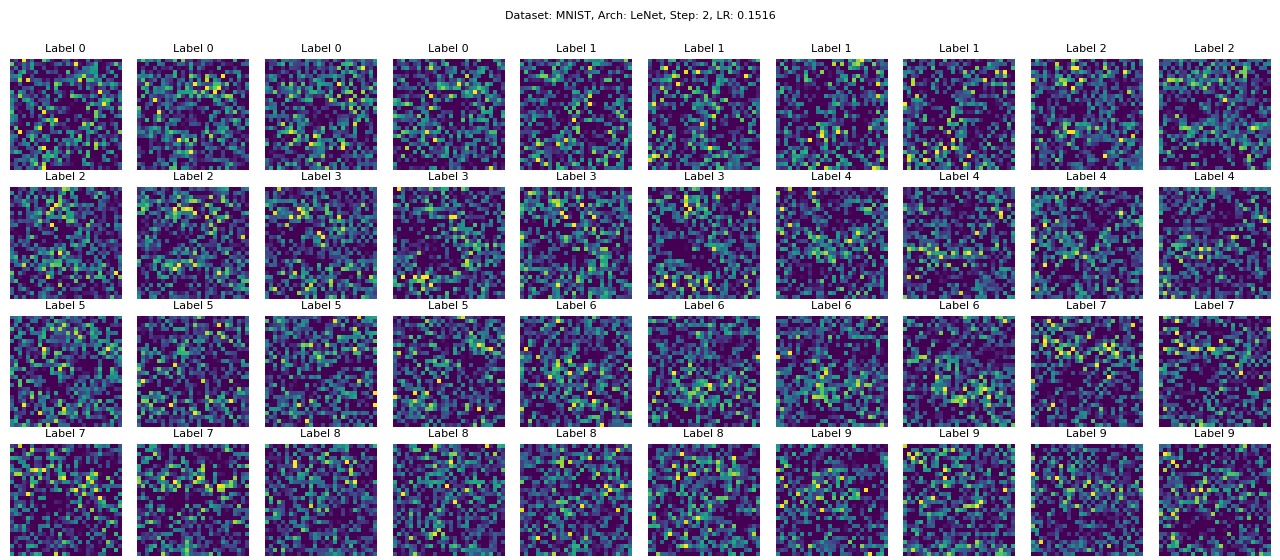 Dataset: MNIST, Arch: LeNet, Step: 2, LR: 0.1516
Label 0 Label 0 Label 0 Label 0 Label 1 Label 1 Label 1 Label 1 Label 2 Label 2
Label 2 Label 2 Label 3 Label 3 Label 3 Label 3 Label 4 Label 4 Label 4 Label 4
Label 5 Label 5 Label 5 Label 5 Label 6 Label 6 Label 6 Label 6 Label 7 Label 7
Label 7 Label 7 Label 8 Label 8 Label 8 Label 8 Label 9 Label 9 Label 9 Label 9